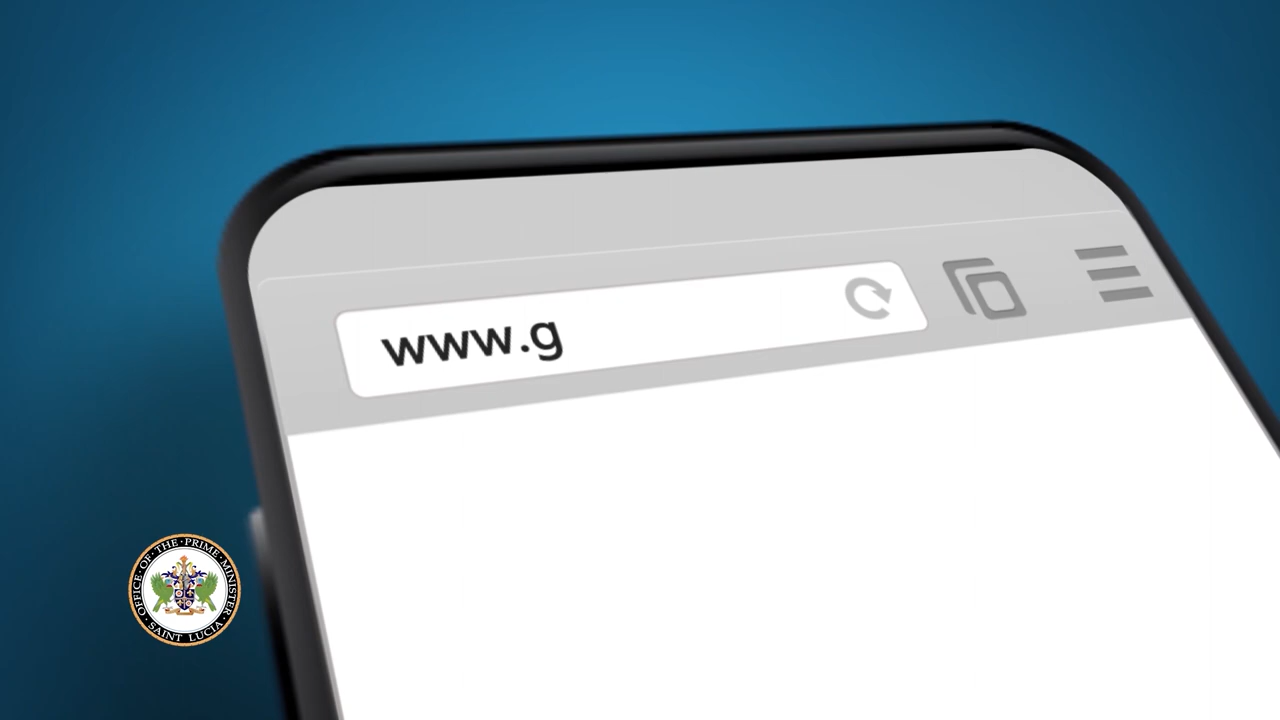 www.g
OFFICE · OF · THE · PRIME · MINISTER
· SAINT LUCIA ·